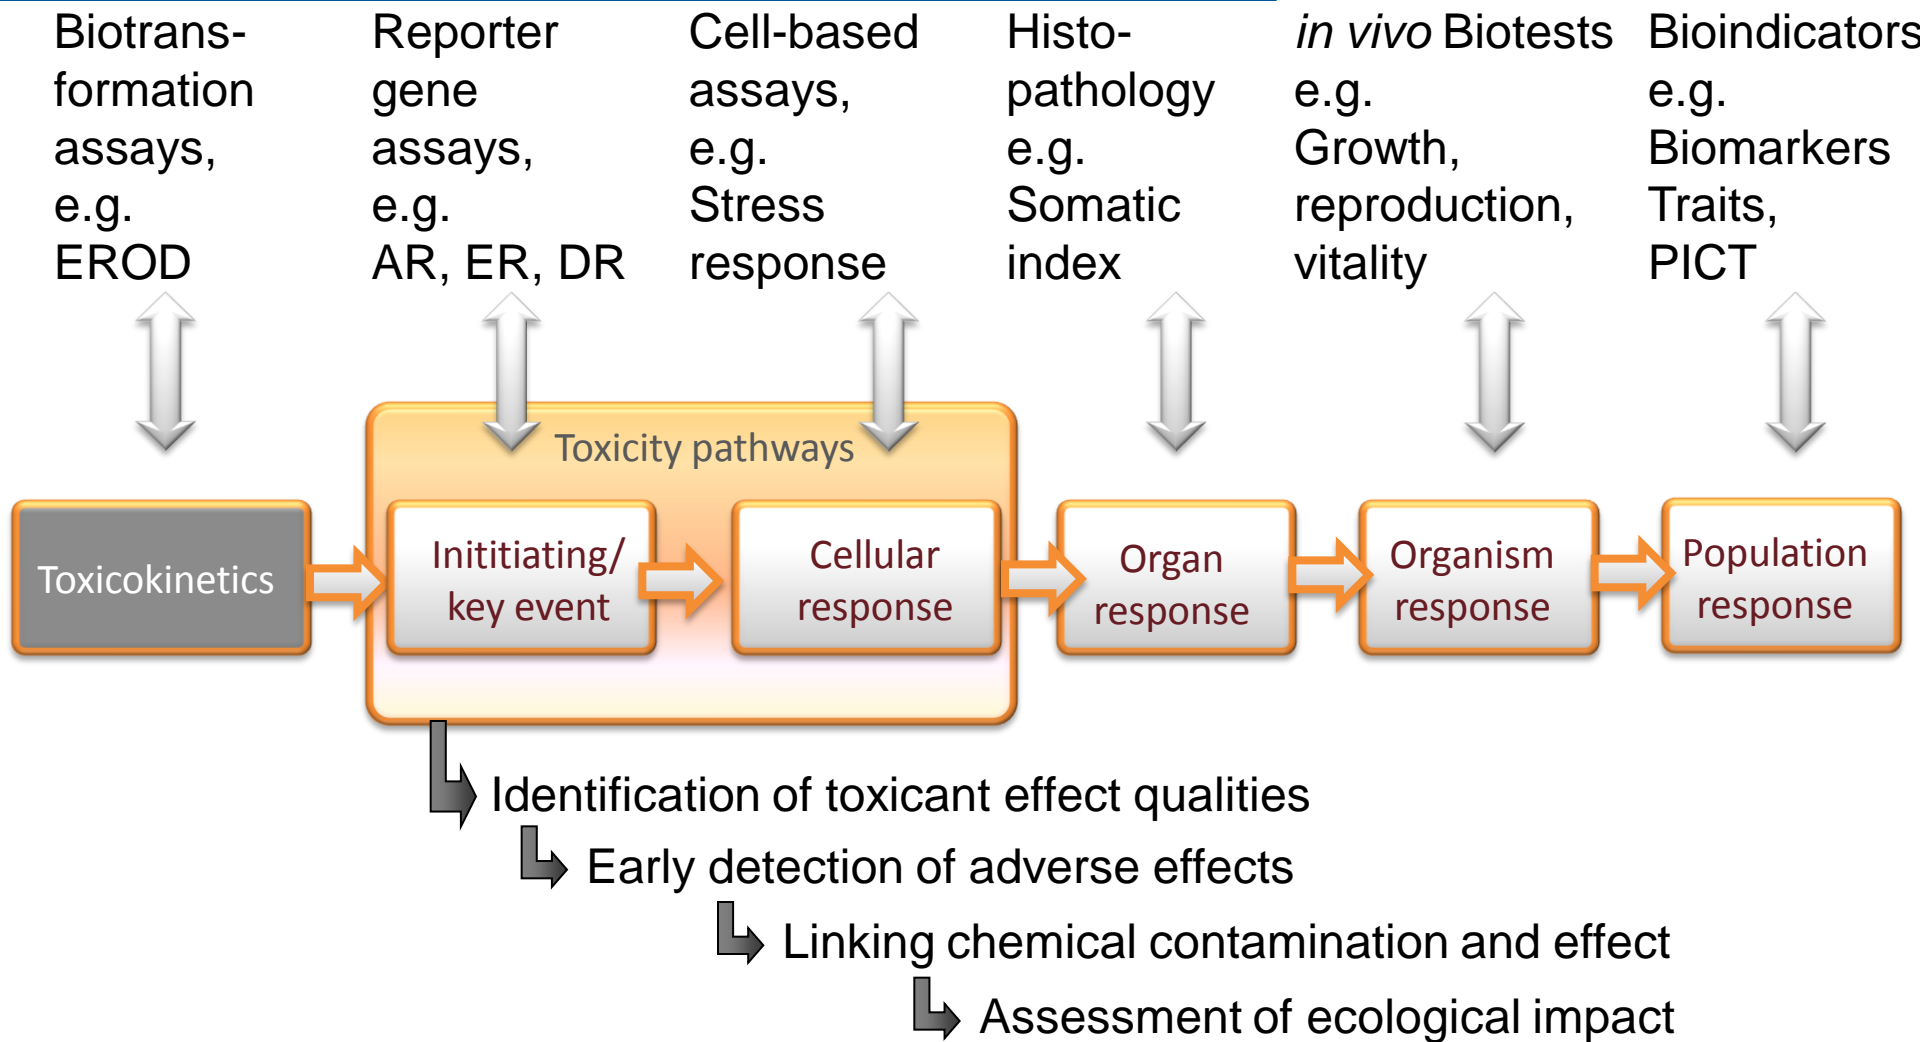 Biotrans-
formation
assays,
e.g.
EROD
Reporter
gene
assays,
e.g.
AR, ER, DR
Cell-based
assays,
e.g.
Stress
response
Histo-
pathology
e.g.
Somatic
index
in vivo Biotests
e.g.
Growth,
reproduction,
vitality
Bioindicators
e.g.
Biomarkers
Traits,
PICT
Toxicity pathways
Toxicokinetics
Inititiating/
key event
Cellular
response
Organ
response
Organism
response
Population
response
Identification of toxicant effect qualities
Early detection of adverse effects
Linking chemical contamination and effect
Assessment of ecological impact